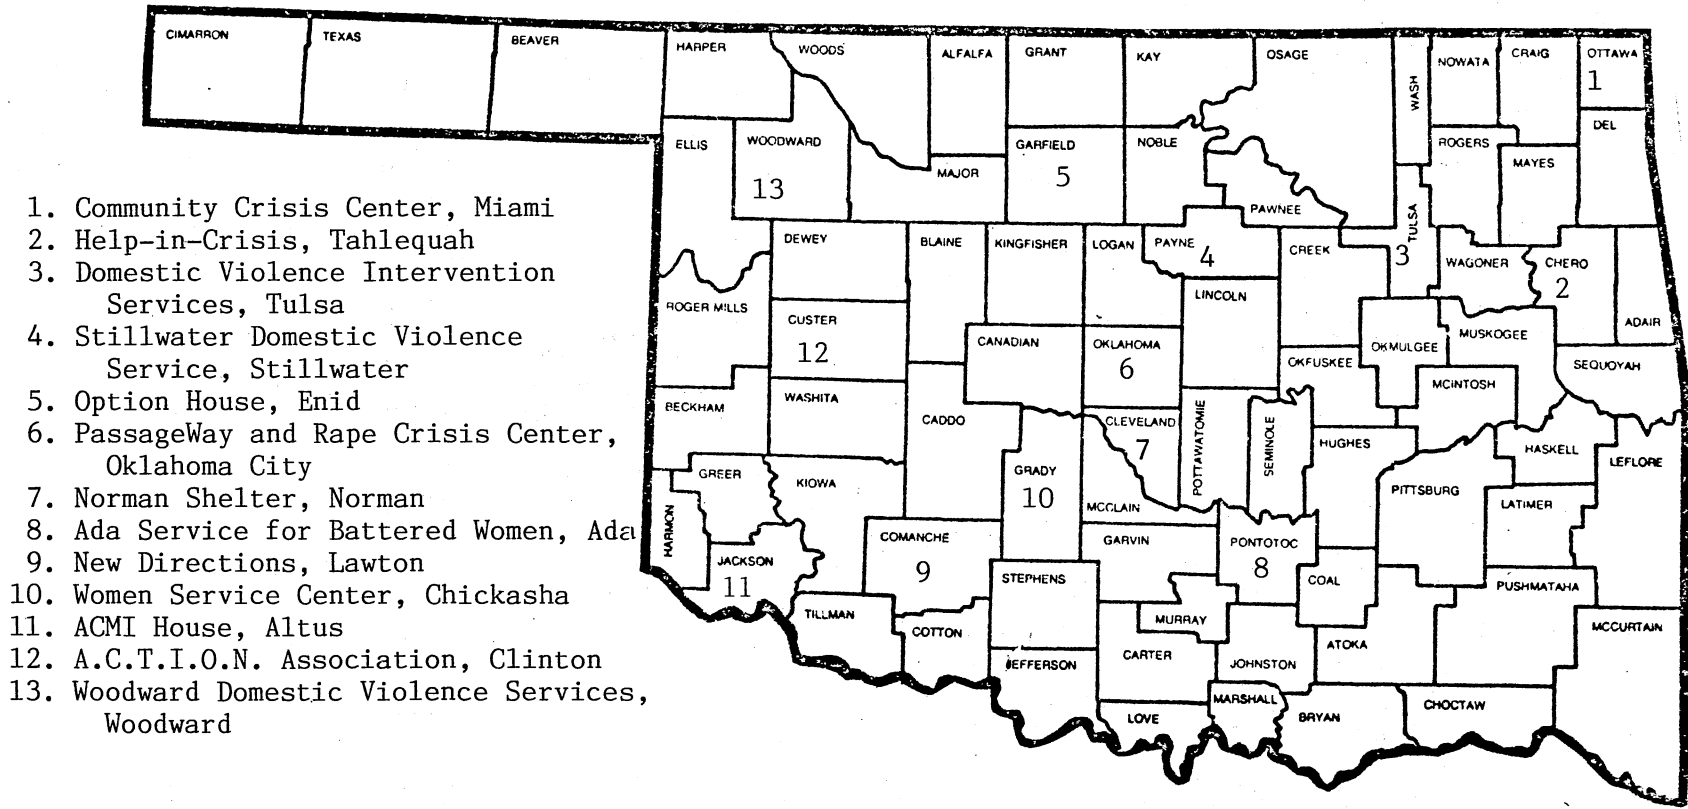 CIMARRON
TEXAS
BEAVER
HARPER
WOODS
ALFALFA
GRANT
KAY
OSAGE
WASH
NOWATA
CRAIG
OTTAWA
1
DEL
ELLIS
WOODWARD
13
MAJOR
GARFIELD
5
NOBLE
PAWNEE
ROGERS
MAYES
TULSA
3
DEWEY
BLAINE
KINGFISHER
LOGAN
PAYNE
4
CREEK
WAGONER
CHERO
2
ADAIR
ROGER MILLS
CUSTER
12
CANADIAN
OKLAHOMA
6
LINCOLN
OKMULGEE
MUSKOGEE
SEQUOYAH
OKFUSKEE
MCINTOSH
BECKHAM
WASHITA
CADDO
CLEVELAND
7
POTTAWATOMIE
SEMINOLE
HUGHES
HASKELL
LEFLORE
GREER
KIOWA
GRADY
10
MCCLAIN
PITTSBURG
LATIMER
HARMON
JACKSON
11
COMANCHE
9
GARVIN
PONTOTOC
8
COAL
STEPHENS
PUSHMATAHA
TILLMAN
COTTON
MURRAY
MCCURTAIN
JEFFERSON
CARTER
JOHNSTON
ATOKA
LOVE
MARSHALL
BRYAN
CHOCTAW
1. Community Crisis Center, Miami
2. Help-in-Crisis, Tahlequah
3. Domestic Violence Intervention
Services, Tulsa
4. Stillwater Domestic Violence
Service, Stillwater
5. Option House, Enid
6. PassageWay and Rape Crisis Center,
Oklahoma City
7. Norman Shelter, Norman
8. Ada Service for Battered Women, Ada
9. New Directions, Lawton
10. Women Service Center, Chickasha
11. ACMI House, Altus
12. A.C.T.I.O.N. Association, Clinton
13. Woodward Domestic Violence Services,
Woodward